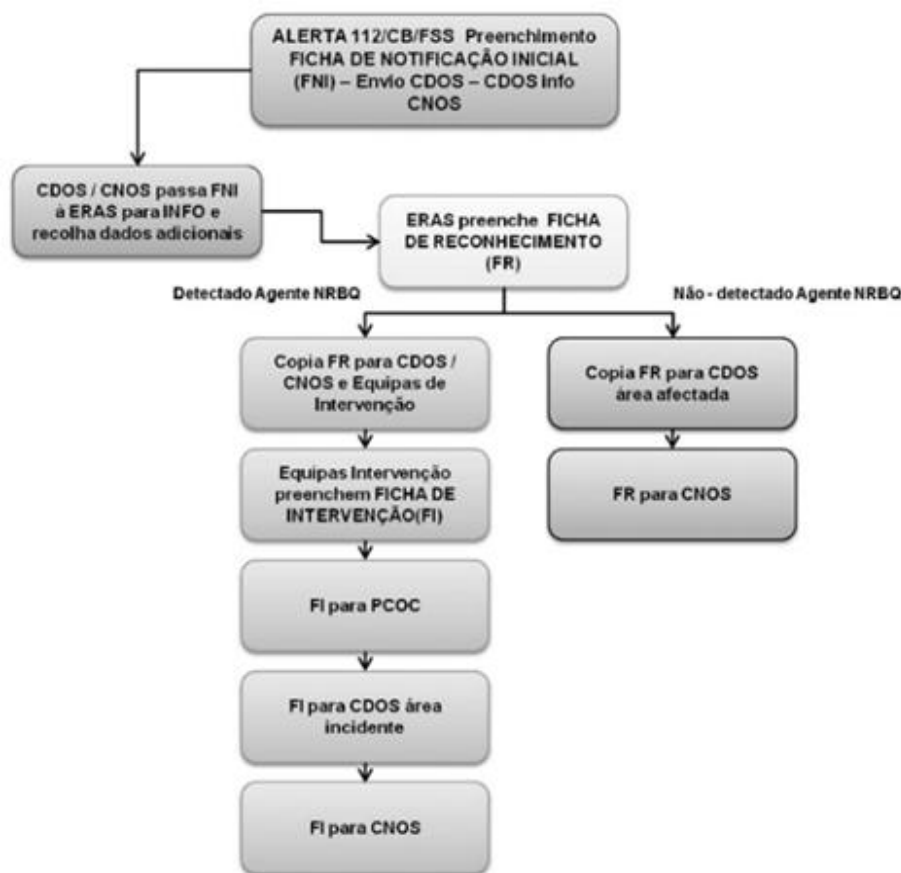 ALERTA 112/CB/FSS Preenchimento
FICHA DE NOTIFICAÇÃO INICIAL
(FNI) – Envio CDOS – CDOS Info
CNOS
CDOS / CNOS passa FNI
à ERAS para INFO e
recolha dados adicionais
ERAS preenche FICHA
DE RECONHECIMENTO
(FR)
Detectado Agente NRBQ
Não - detectado Agente NRBQ
Copia FR para CDOS /
CNOS e Equipas de
Intervenção
Copia FR para CDOS
área afectada
Equipas Intervenção
preenchem FICHA DE
INTERVENÇÃO(FI)
FR para CNOS
FI para PCOC
FI para CDOS área
incidente
FI para CNOS